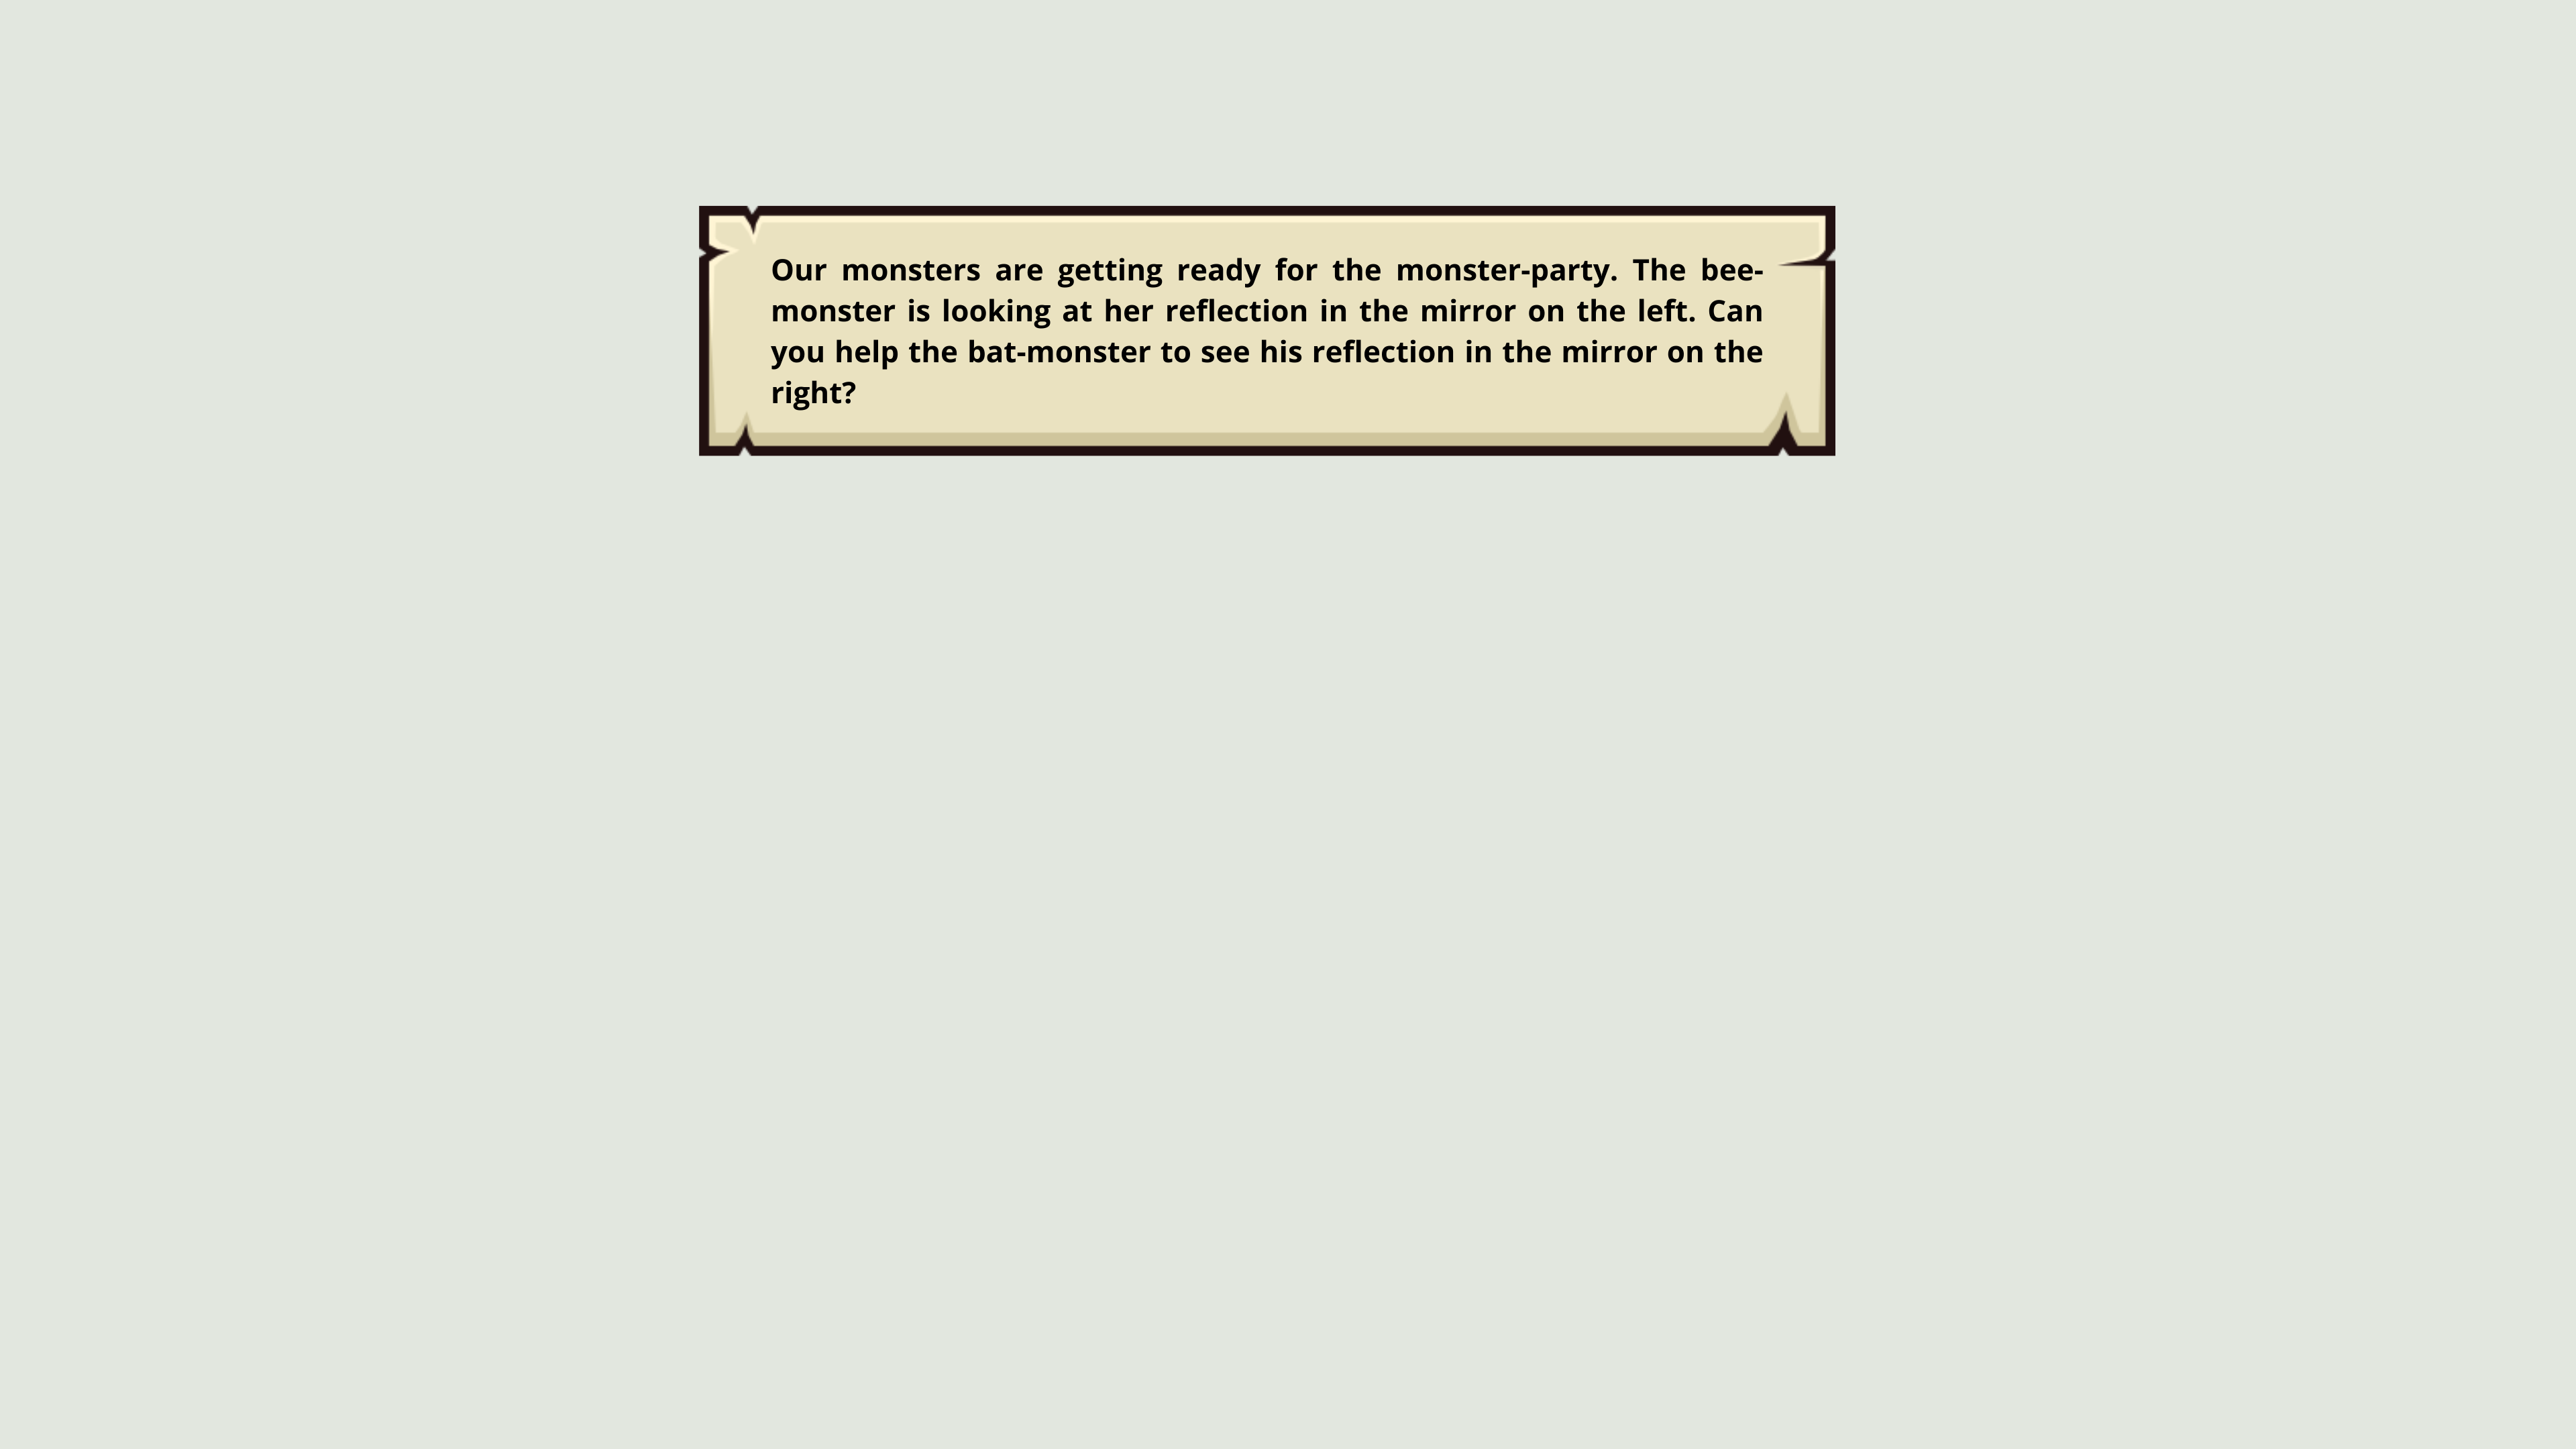 Our monsters are getting ready for the monster-party. The bee-
monster is looking at her reflection in the mirror on the left. Can
you help the bat-monster to see his reflection in the mirror on the
right?